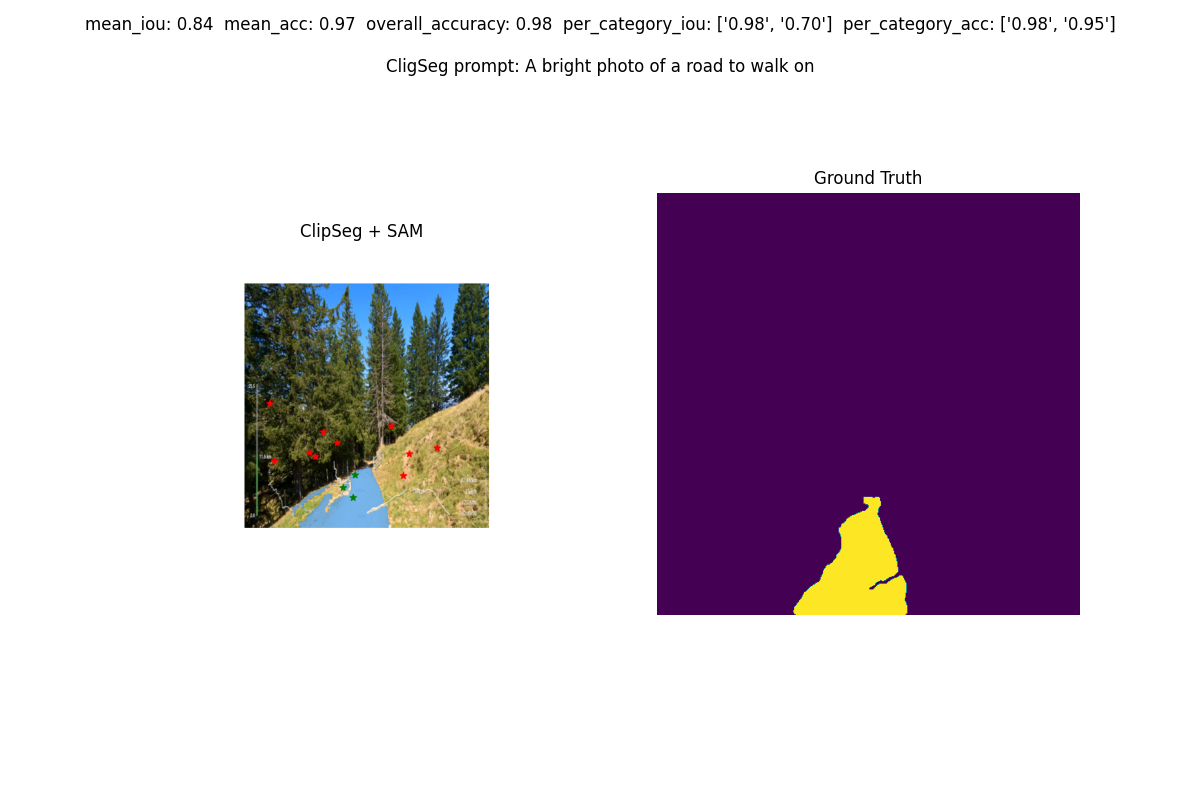 mean_iou: 0.84  mean_acc: 0.97  overall_accuracy: 0.98  per_category_iou: ['0.98', '0.70']  per_category_acc: ['0.98', '0.95']
CligSeg prompt: A bright photo of a road to walk on
Ground Truth
ClipSeg + SAM